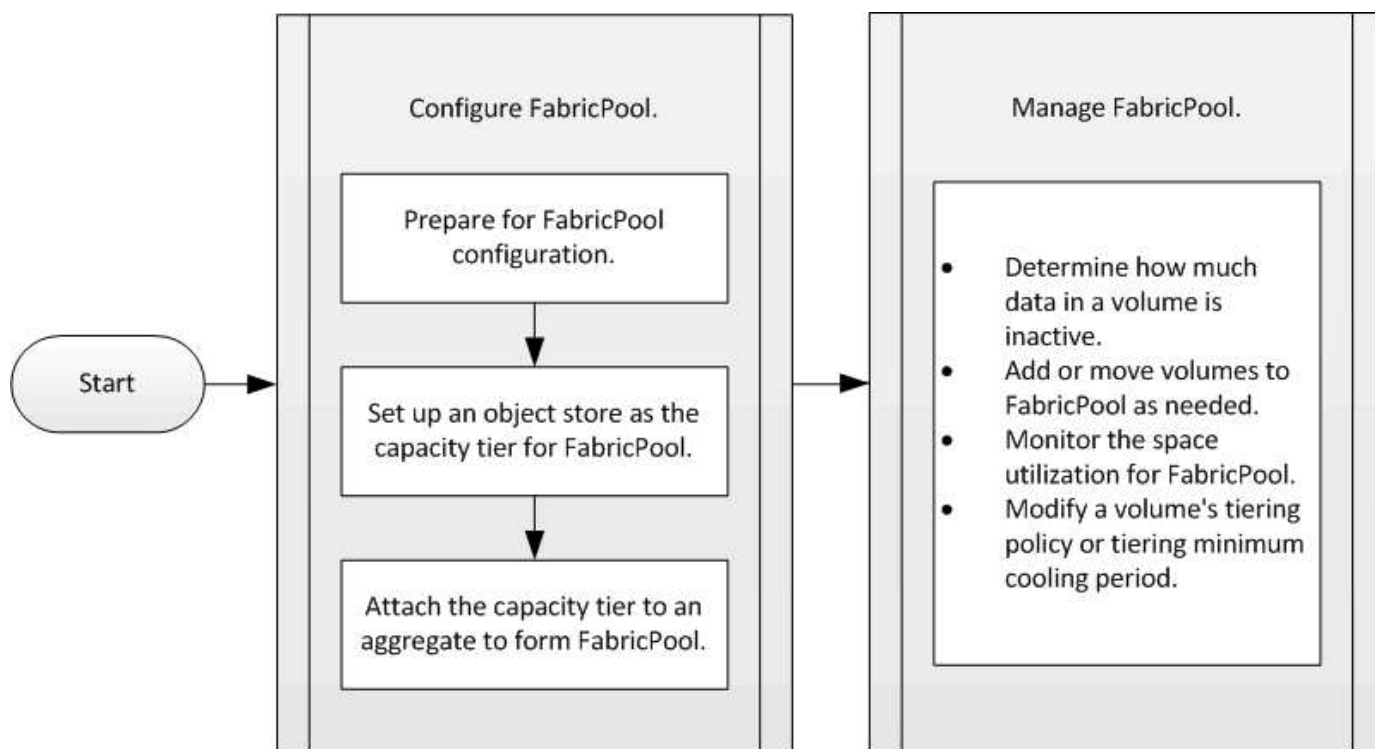 Start
Configure FabricPool.
Prepare for FabricPool
configuration.
Set up an object store as the
capacity tier for FabricPool.
Attach the capacity tier to an
aggregate to form FabricPool.
Manage FabricPool.
• Determine how much
data in a volume is
inactive.
• Add or move volumes to
FabricPool as needed.
• Monitor the space
utilization for FabricPool.
• Modify a volume's tiering
policy or tiering minimum
cooling period.